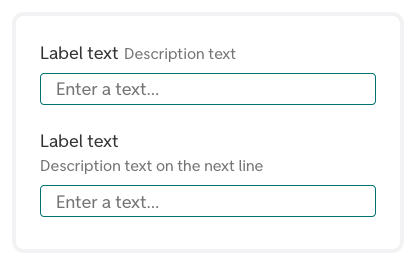 Label text Description text
Enter a text...
Label text
Description text on the next line
Enter a text...